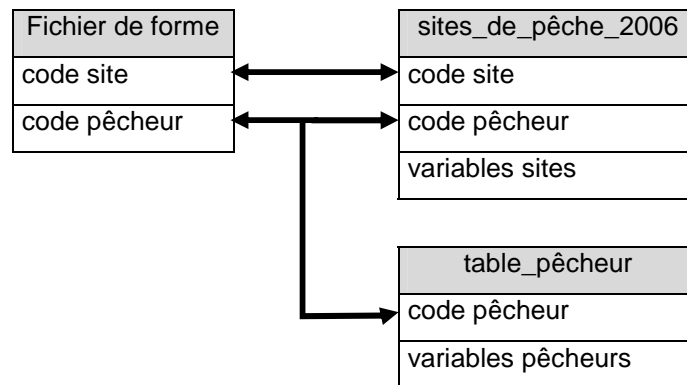 Fichier de forme
code site
code pêcheur
sites_de_pêche_2006
code site
code pêcheur
variables sites
table_pêcheur
code pêcheur
variables pêcheurs